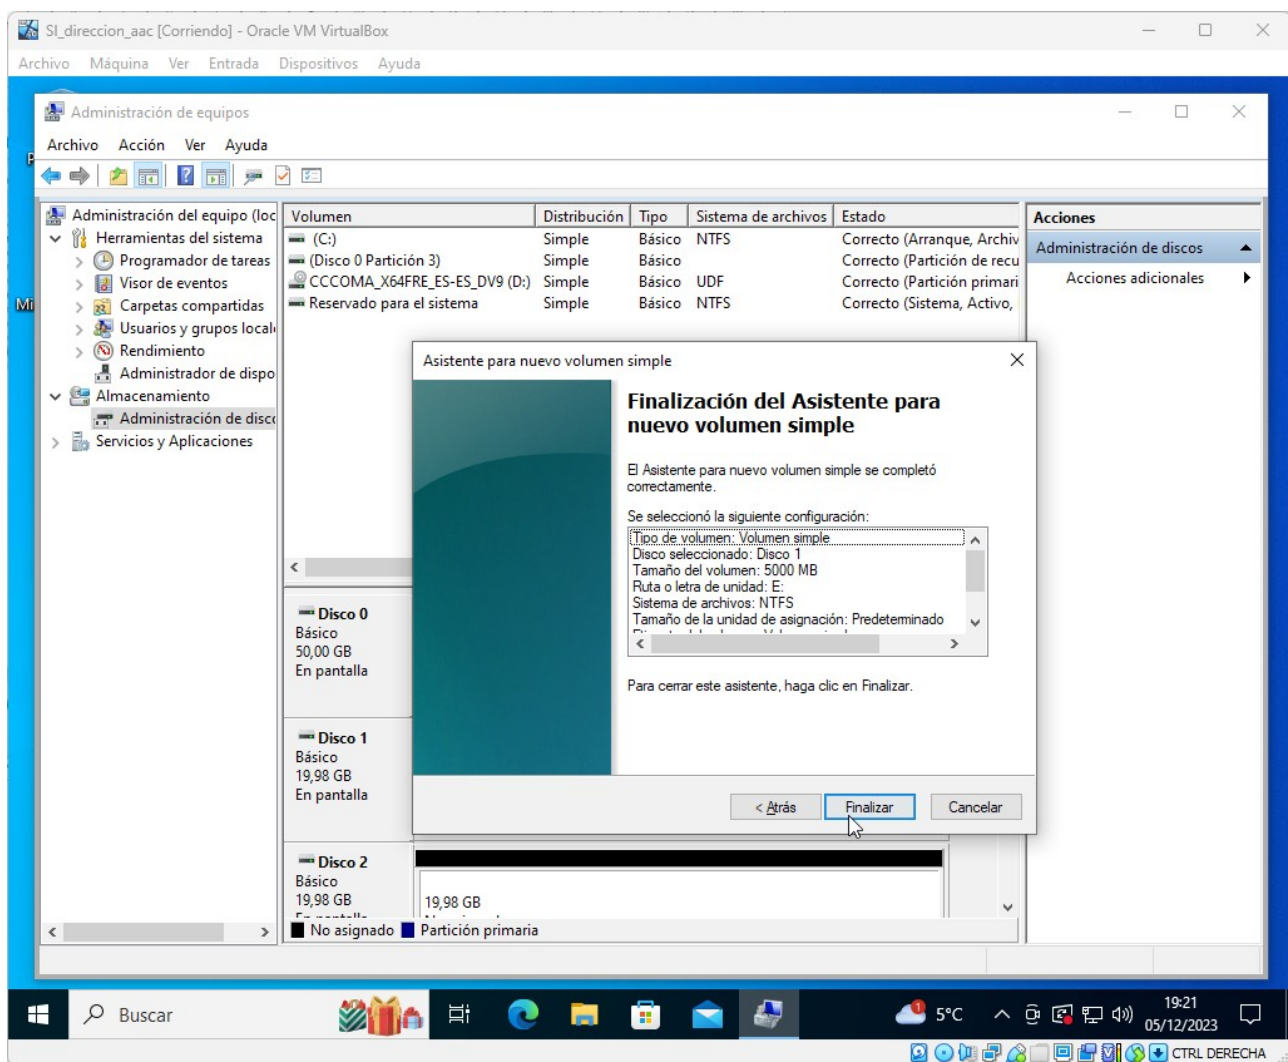 SI_direccion_aac [Corriendo] - Oracle VM VirtualBox
Archivo Máquina Ver Entrada Dispositivos Ayuda
Administración de equipos
Archivo Acción Ver Ayuda
Administración del equipo (loc
Herramientas del sistema
Programador de tareas
Visor de eventos
Carpetas compartidas
Usuarios y grupos local
Rendimiento
Administrador de dispo
Almacenamiento
Administración de disc
Servicios y Aplicaciones
Volumen Distribución Tipo Sistema de archivos Estado
(C:) Simple Básico NTFS Correcto (Arranque, Archiv
(Disco 0 Partición 3) Simple Básico Correcto (Partición de recu
CCCOMA_X64FRE_ES-ES_DV9 (D:) Simple Básico UDF Correcto (Partición primari
Reservado para el sistema Simple Básico NTFS Correcto (Sistema, Activo,
Acciones
Administración de discos
Acciones adicionales
Asistente para nuevo volumen simple
Finalización del Asistente para
nuevo volumen simple
El Asistente para nuevo volumen simple se completó
correctamente.
Se seleccionó la siguiente configuración:
Tipo de volumen: Volumen simple
Disco seleccionado: Disco 1
Tamaño del volumen: 5000 MB
Ruta o letra de unidad: E:
Sistema de archivos: NTFS
Tamaño de la unidad de asignación: Predeterminado
Para cerrar este asistente, haga clic en Finalizar.
< Atrás Finalizar Cancelar
Disco 0
Básico
50,00 GB
En pantalla
Disco 1
Básico
19,98 GB
En pantalla
Disco 2
Básico
19,98 GB
19,98 GB
No asignado Partición primaria
Buscar
1
5°C
19:21
05/12/2023
CTRL DERECHA